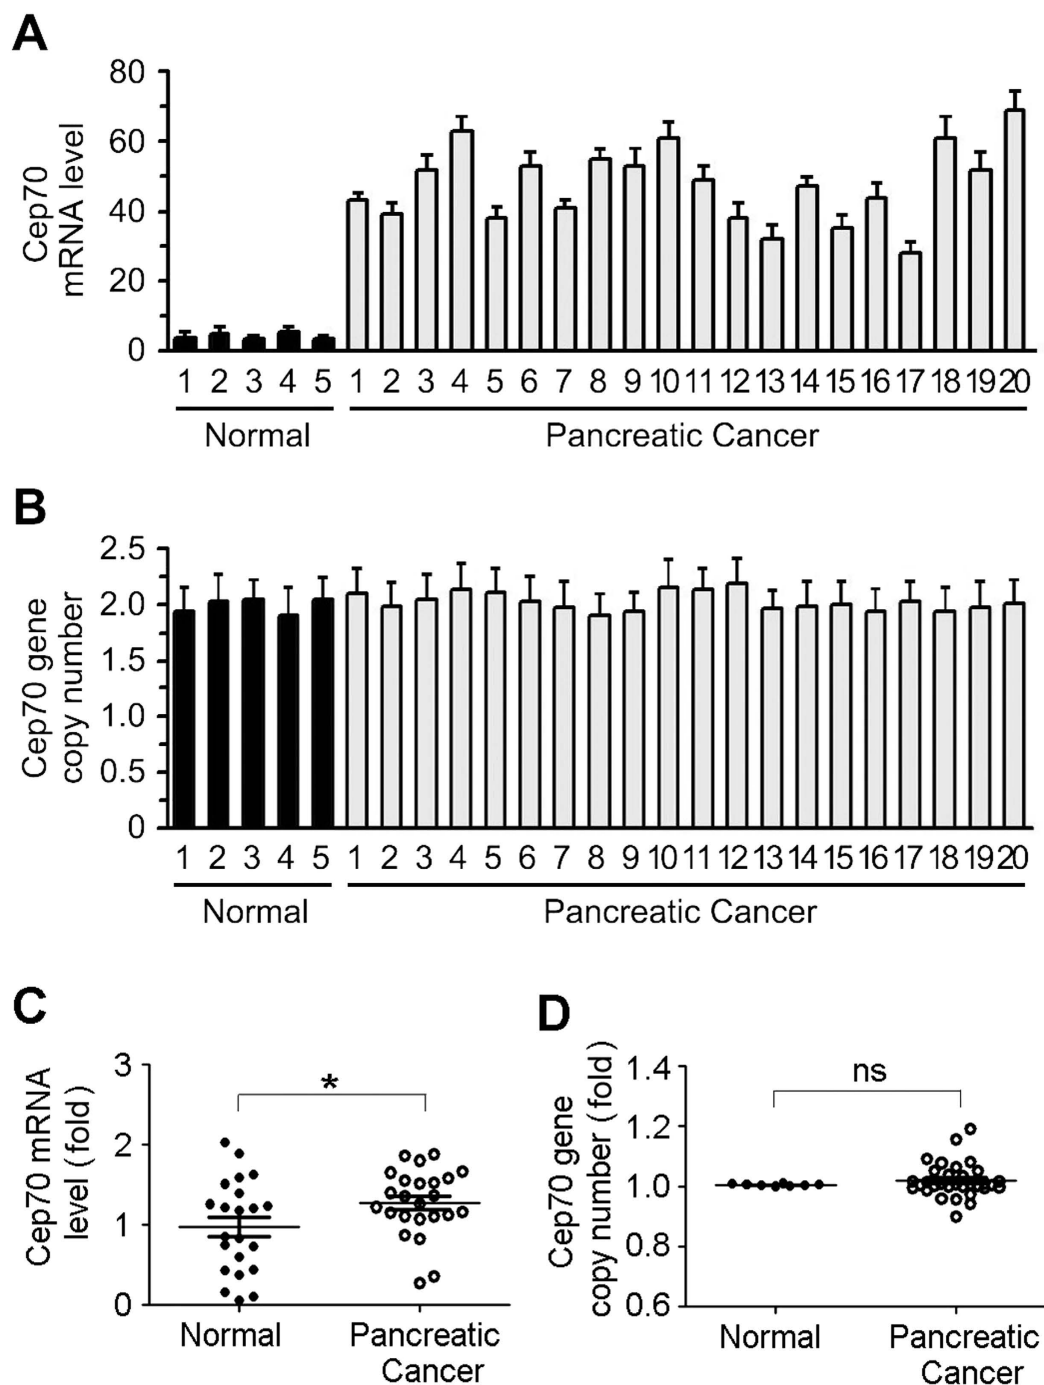 A
Cep70
mRNA level
80
60
40
20
0
1 2 3 4 5 1 2 3 4 5 6 7 8 9 10 11 12 13 14 15 16 17 18 19 20
Normal Pancreatic Cancer
B
Cep70 gene
copy number
2.5
2.0
1.5
1.0
0.5
0
1 2 3 4 5 1 2 3 4 5 6 7 8 9 10 11 12 13 14 15 16 17 18 19 20
Normal Pancreatic Cancer
C
Cep70 mRNA
level (fold)
3
2
1
0
*
Normal Pancreatic
Cancer
D
Cep70 gene
copy number (fold)
1.4
1.2
1.0
0.8
0.6
ns
Normal Pancreatic
Cancer